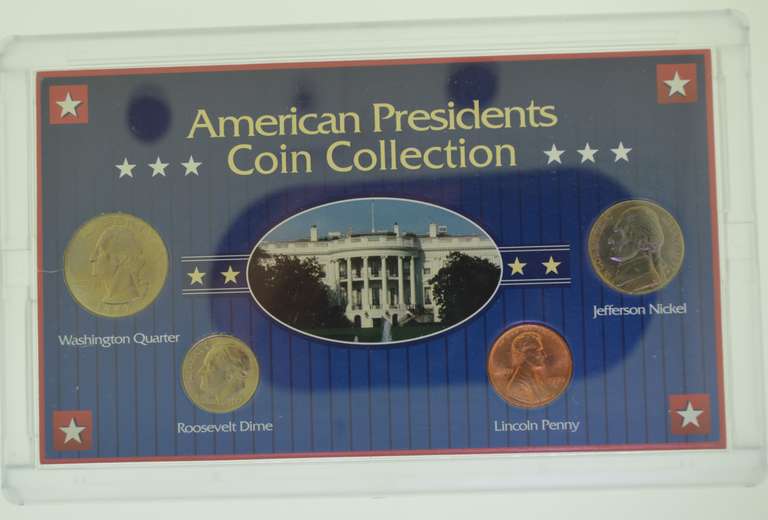 American Presidents
Coin Collection
Washington Quarter
Jefferson Nickel
Roosevelt Dime
Lincoln Penny